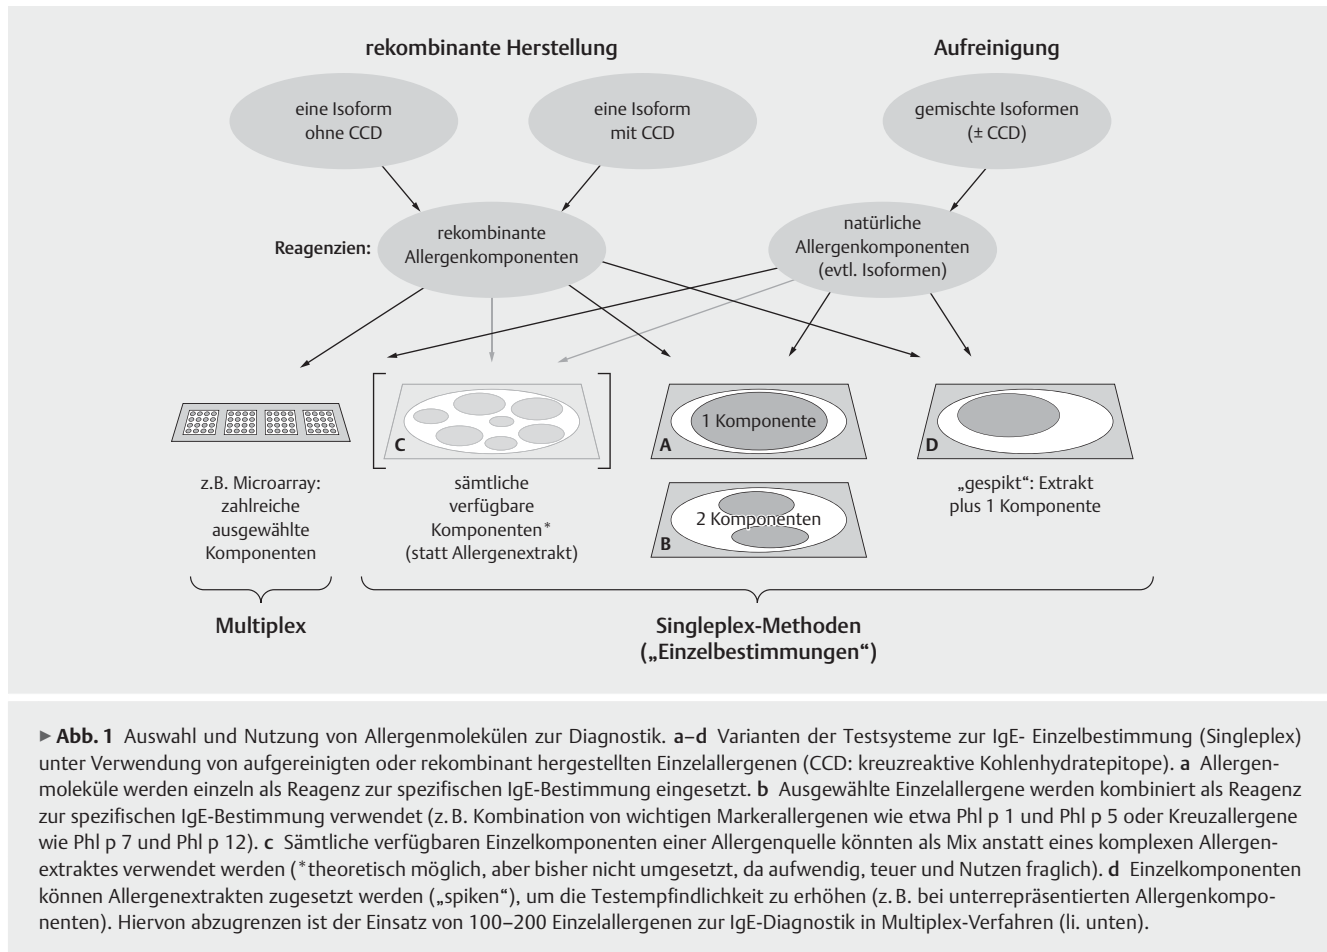 rekombinante Herstellung
Aufreinigung
eine Isoform
ohne CCD
eine Isoform
mit CCD
gemischte Isoformen
(± CCD)
Reagenzien:
rekombinante
Allergenkomponenten
natürliche
Allergenkomponenten
(evtl. Isoformen)
C
1 Komponente
A
D
z.B. Microarray:
zahlreiche
ausgewählte
Komponenten
sämtliche
verfügbare
Komponenten*
(statt Allergenextrakt)
2 Komponenten
B
„gespikt“: Extrakt
plus 1 Komponente
Multiplex
Singleplex-Methoden
(„Einzelbestimmungen“)
▶ Abb. 1 Auswahl und Nutzung von Allergenmolekülen zur Diagnostik. a–d Varianten der Testsysteme zur IgE- Einzelbestimmung (Singleplex)
unter Verwendung von aufgereinigten oder rekombinant hergestellten Einzelallergenen (CCD: kreuzreaktive Kohlenhydratepitope). a Allergen-
moleküle werden einzeln als Reagenz zur spezifischen IgE-Bestimmung eingesetzt. b Ausgewählte Einzelallergene werden kombiniert als Reagenz
zur spezifischen IgE-Bestimmung verwendet (z. B. Kombination von wichtigen Markerallergenen wie etwa Phl p 1 und Phl p 5 oder Kreuzallergene
wie Phl p 7 und Phl p 12). c Sämtliche verfügbaren Einzelkomponenten einer Allergenquelle könnten als Mix anstatt eines komplexen Allergen-
extraktes verwendet werden (*theoretisch möglich, aber bisher nicht umgesetzt, da aufwendig, teuer und Nutzen fraglich). d Einzelkomponenten
können Allergenextrakten zugesetzt werden („spiken“), um die Testempfindlichkeit zu erhöhen (z. B. bei unterrepräsentierten Allergenkompo-
nenten). Hiervon abzugrenzen ist der Einsatz von 100–200 Einzelallergenen zur IgE-Diagnostik in Multiplex-Verfahren (li. unten).